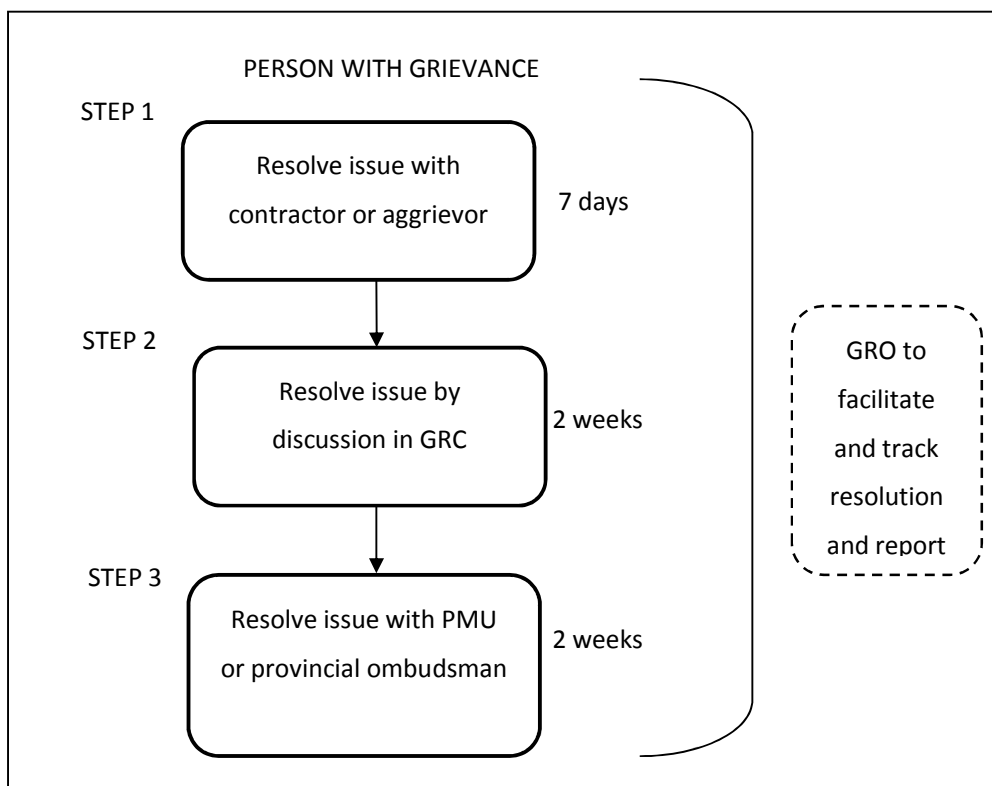 PERSON WITH GRIEVANCE
STEP 1
Resolve issue with
contractor or aggrievor
7 days
STEP 2
Resolve issue by
discussion in GRC
2 weeks
STEP 3
Resolve issue with PMU
or provincial ombudsman
2 weeks
GRO to
facilitate
and track
resolution
and report